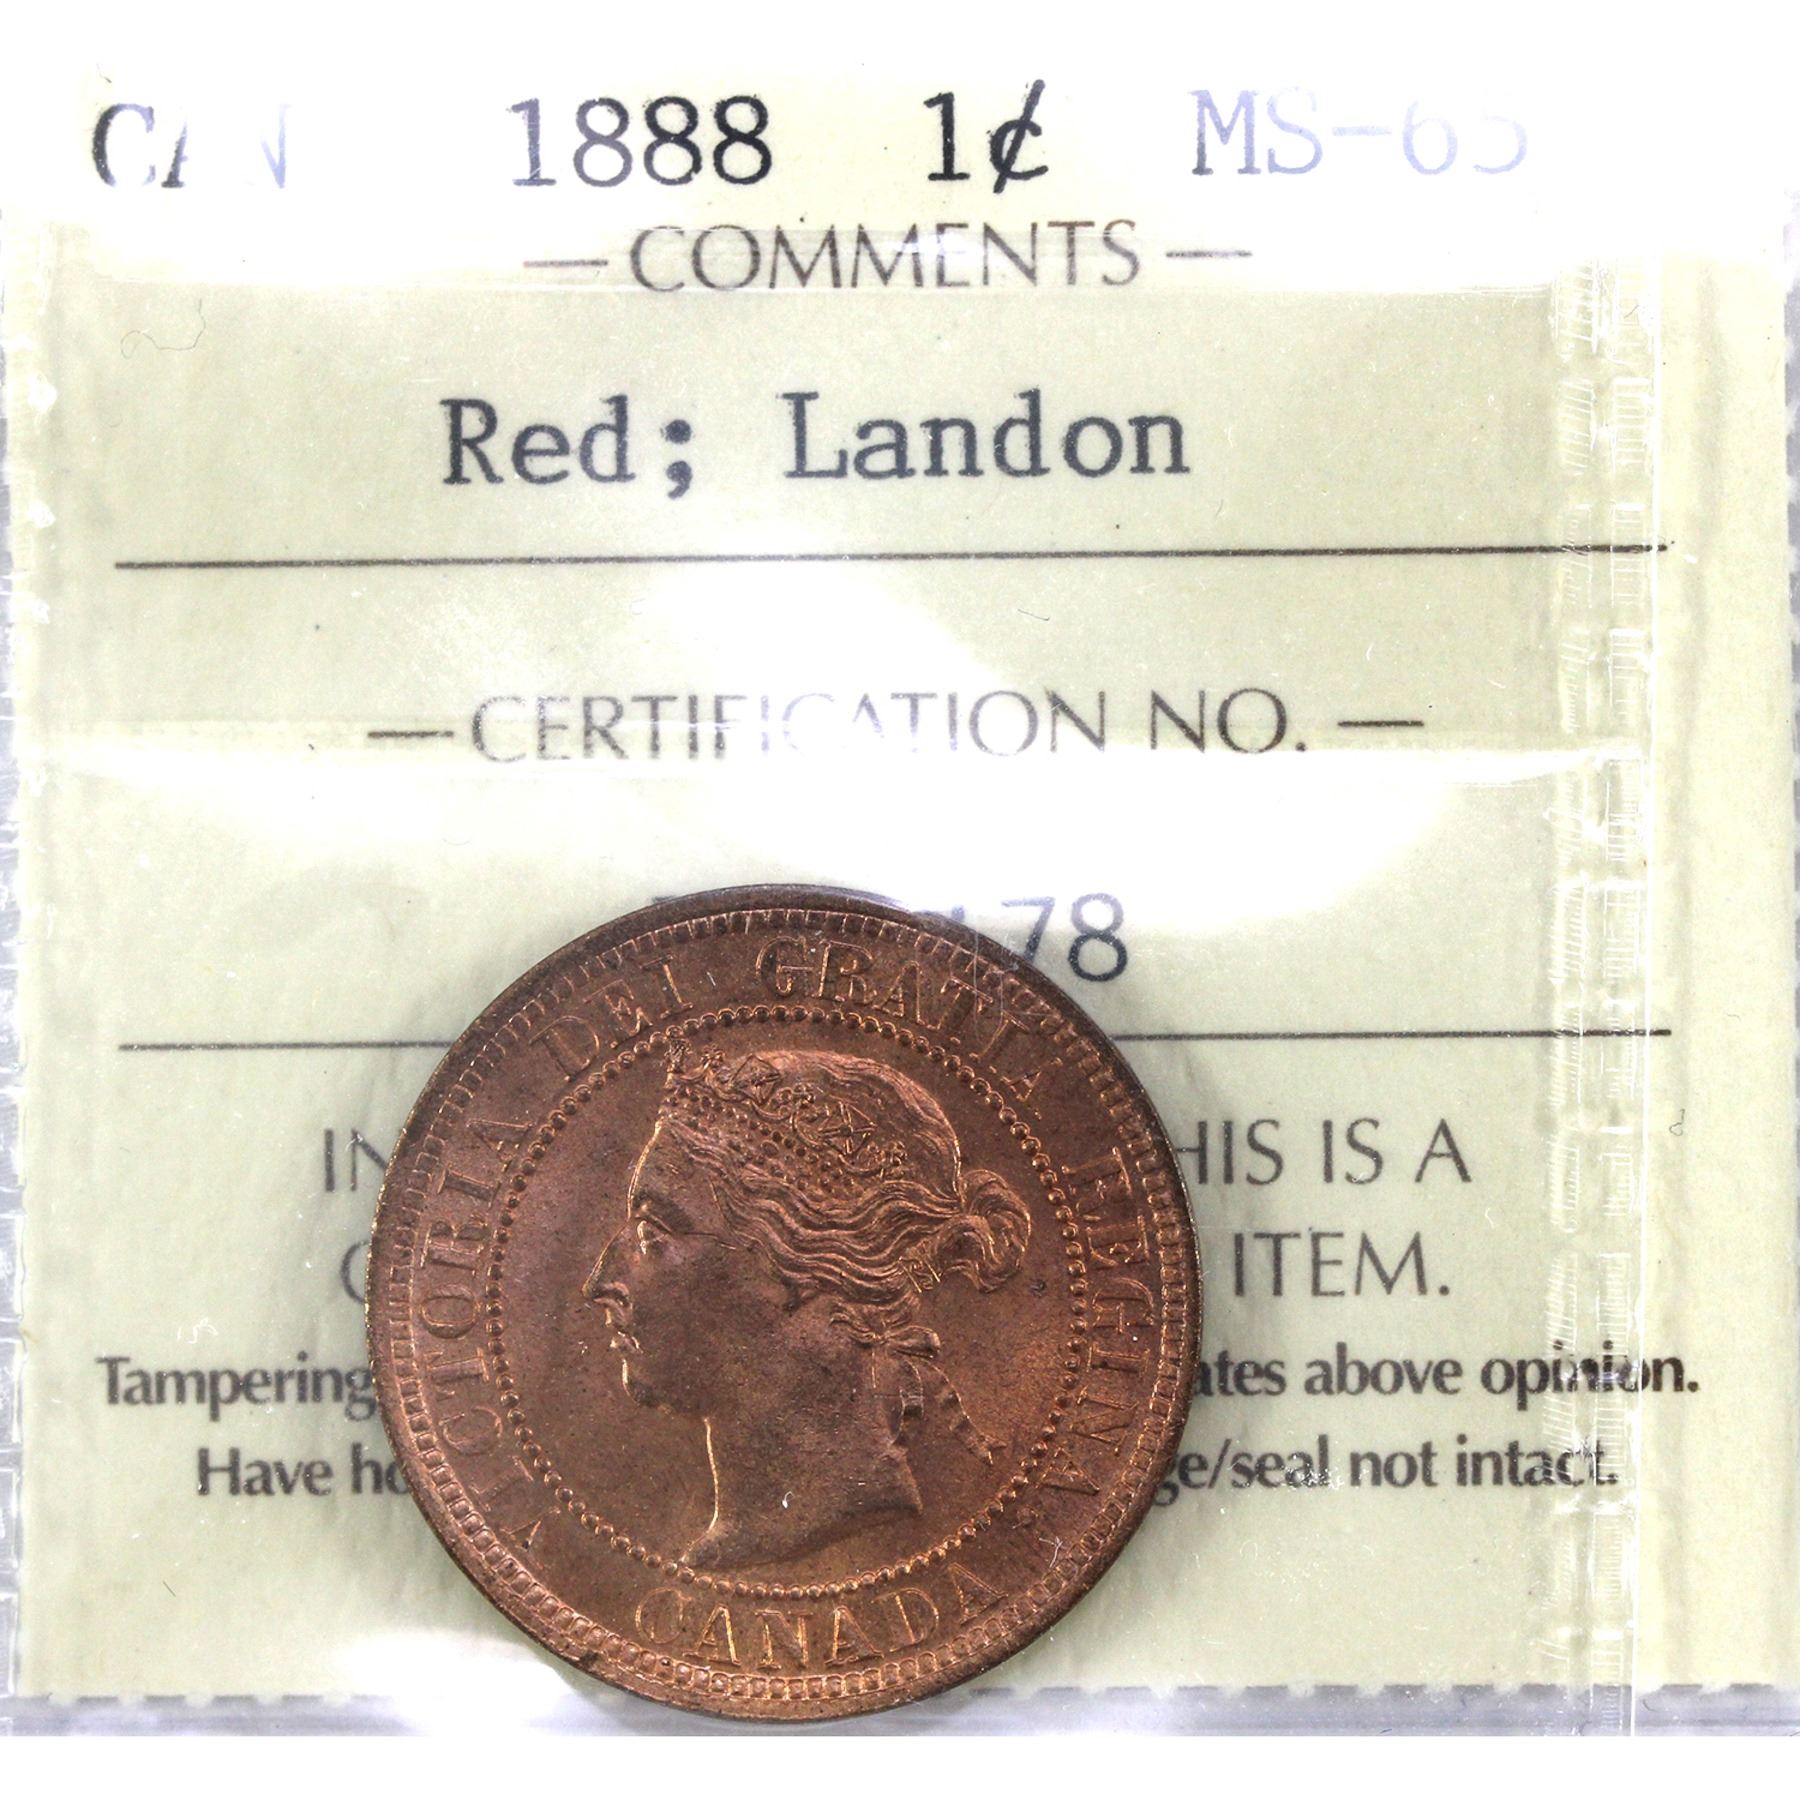 CAN 1888 1¢ MS-65
— COMMENTS —
Red; Landon
— CERTIFICATION NO. —
78
VICTORIA DEI GRATIA REGINA.
CANADA
HIS IS A
ITEM.
Tampering ates above opinion.
Have ge/seal not intact.